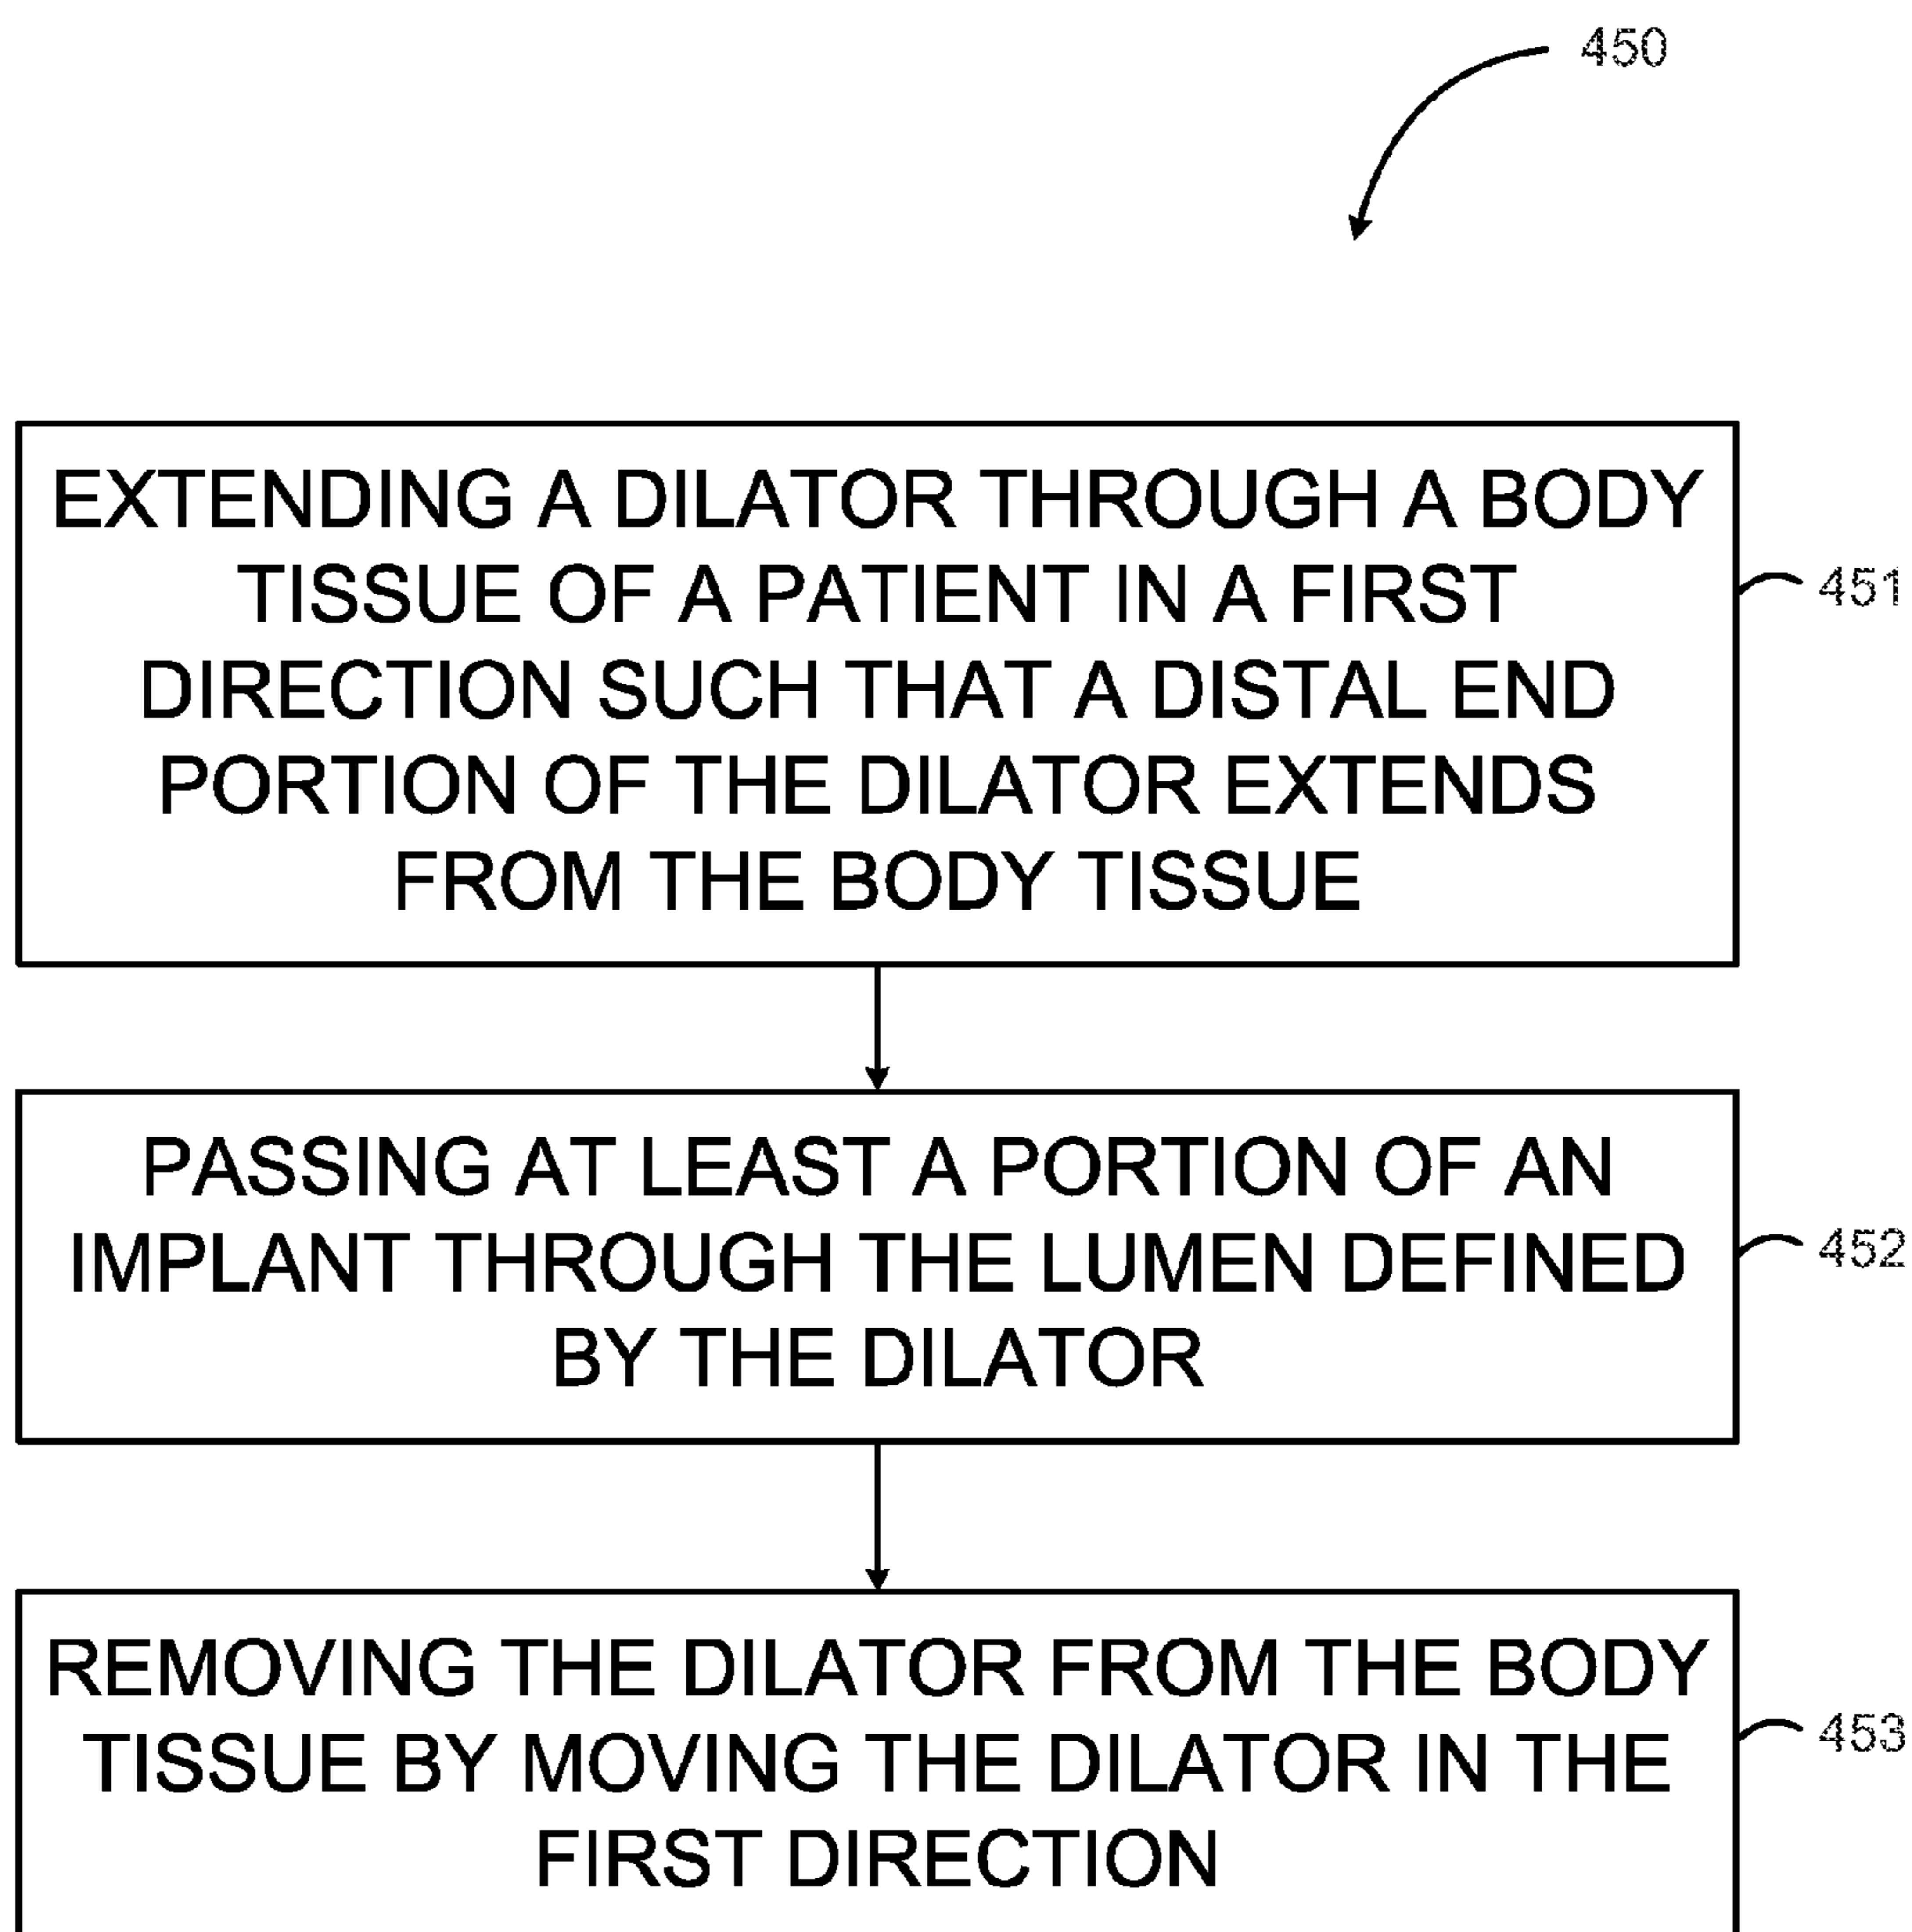 450
EXTENDING A DILATOR THROUGH A BODY
TISSUE OF A PATIENT IN A FIRST
DIRECTION SUCH THAT A DISTAL END
PORTION OF THE DILATOR EXTENDS
FROM THE BODY TISSUE
451
PASSING AT LEAST A PORTION OF AN
IMPLANT THROUGH THE LUMEN DEFINED
BY THE DILATOR
452
REMOVING THE DILATOR FROM THE BODY
TISSUE BY MOVING THE DILATOR IN THE
FIRST DIRECTION
453